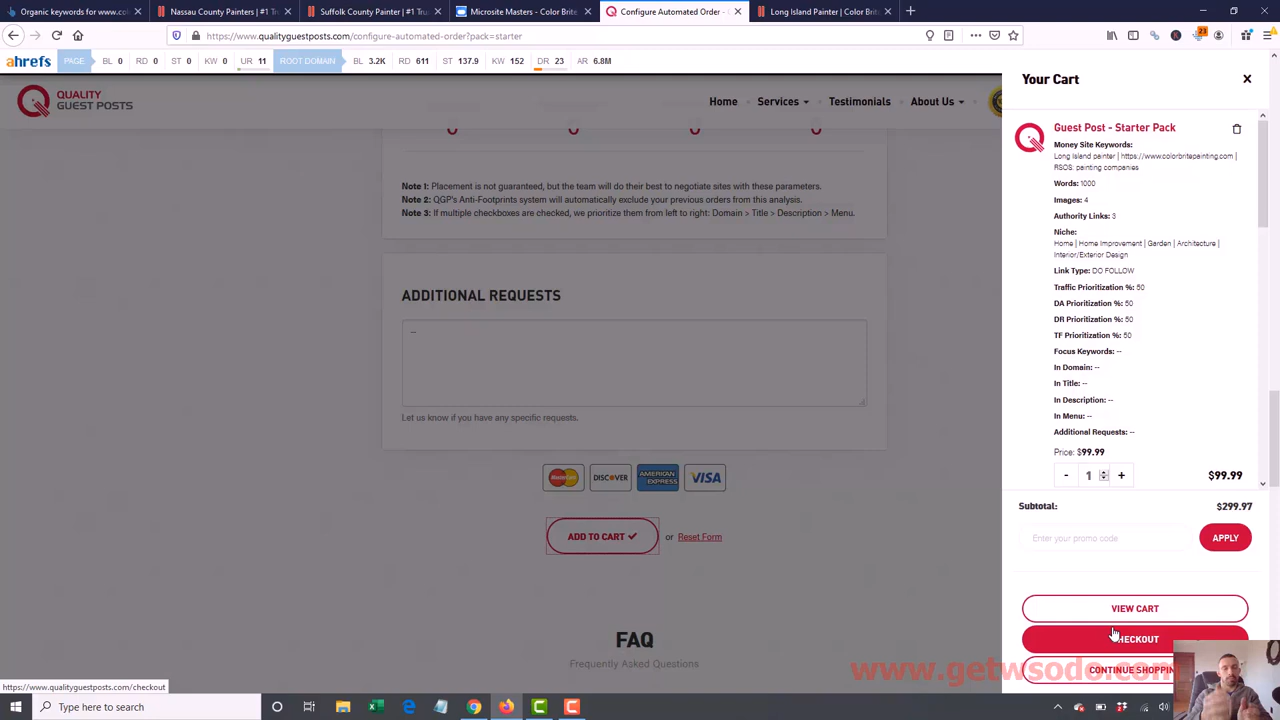 Organic keywords for www.col
Nassau County Painters | #1 Tr
Suffolk County Painter | #1 Tru
Microsite Masters - Color Brite
Configure Automated Order -
Long Island Painter | Color Brite
https://www.qualityguestposts.com/configure-automated-order?pack=starter
23
ahrefs PAGE BL 0 RD 0 ST 0 KW 0 UR 11 ROOT DOMAIN BL 3.2K RD 611 ST 137.9 KW 152 DR 23 AR 6.8M
QUALITY
GUEST POSTS
Home Services Testimonials About Us
0 0 0 0
Note 1: Placement is not guaranteed, but the team will do their best to negotiate sites with these parameters.
Note 2: QGP's Anti-Footprints system will automatically exclude your previous orders from this analysis.
Note 3: If multiple checkboxes are checked, we prioritize them from left to right: Domain > Title > Description > Menu.
ADDITIONAL REQUESTS
--
Let us know if you have any specific requests.
MasterCard DISCOVER AMERICAN EXPRESS VISA
ADD TO CART or Reset Form
FAQ
Frequently Asked Questions
Your Cart
Guest Post - Starter Pack
Money Site Keywords:
Long Island painter | https://www.colorbritepainting.com |
RSOS: painting companies
Words: 1000
Images: 4
Authority Links: 3
Niche:
Home | Home Improvement | Garden | Architecture |
Interior/Exterior Design
Link Type: DO FOLLOW
Traffic Prioritization %: 50
DA Prioritization %: 50
DR Prioritization %: 50
TF Prioritization %: 50
Focus Keywords: --
In Domain: --
In Title: --
In Description: --
In Menu: --
Additional Requests: --
Price: $99.99
- 1 + $99.99
Subtotal: $299.97
Enter your promo code APPLY
VIEW CART
CHECKOUT
CONTINUE SHOPPIN
www.getwsodo.com
https://www.qualityguestposts.com/checkout
Type here to search